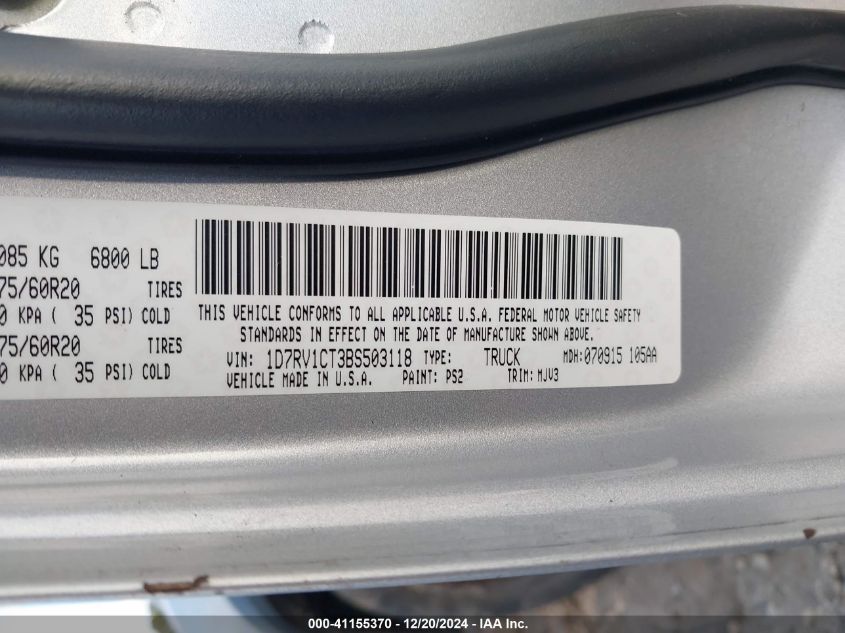 085 KG 6800 LB
75/60R20 TIRES
0 KPA ( 35 PSI) COLD
75/60R20 TIRES
0 KPA ( 35 PSI) COLD
THIS VEHICLE CONFORMS TO ALL APPLICABLE U.S.A. FEDERAL MOTOR VEHICLE SAFETY
STANDARDS IN EFFECT ON THE DATE OF MANUFACTURE SHOWN ABOVE.
VIN: 1D7RV1CT3BS503118 TYPE: TRUCK MDH:070915 105AA
VEHICLE MADE IN U.S.A. PAINT: PS2 TRIM: MJV3
000-41155370 - 12/20/2024 - IAA Inc.